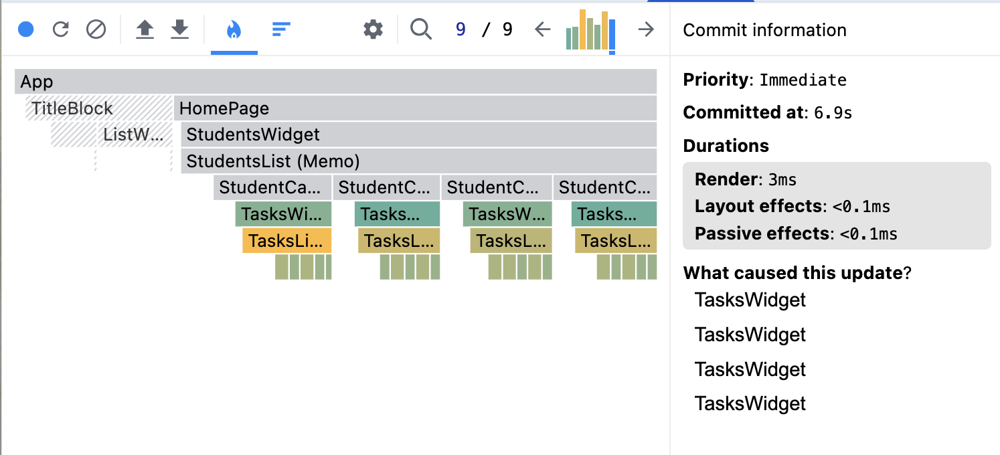 9 / 9
Commit information
App
TitleBlock HomePage
ListW... StudentsWidget
StudentsList (Memo)
StudentCa... StudentC... StudentC... StudentC...
TasksWi... Tasks... TasksW... Tasks...
TasksLi... TasksL... TasksL... TasksL...
Priority: Immediate
Committed at: 6.9s
Durations
Render: 3ms
Layout effects: <0.1ms
Passive effects: <0.1ms
What caused this update?
TasksWidget
TasksWidget
TasksWidget
TasksWidget